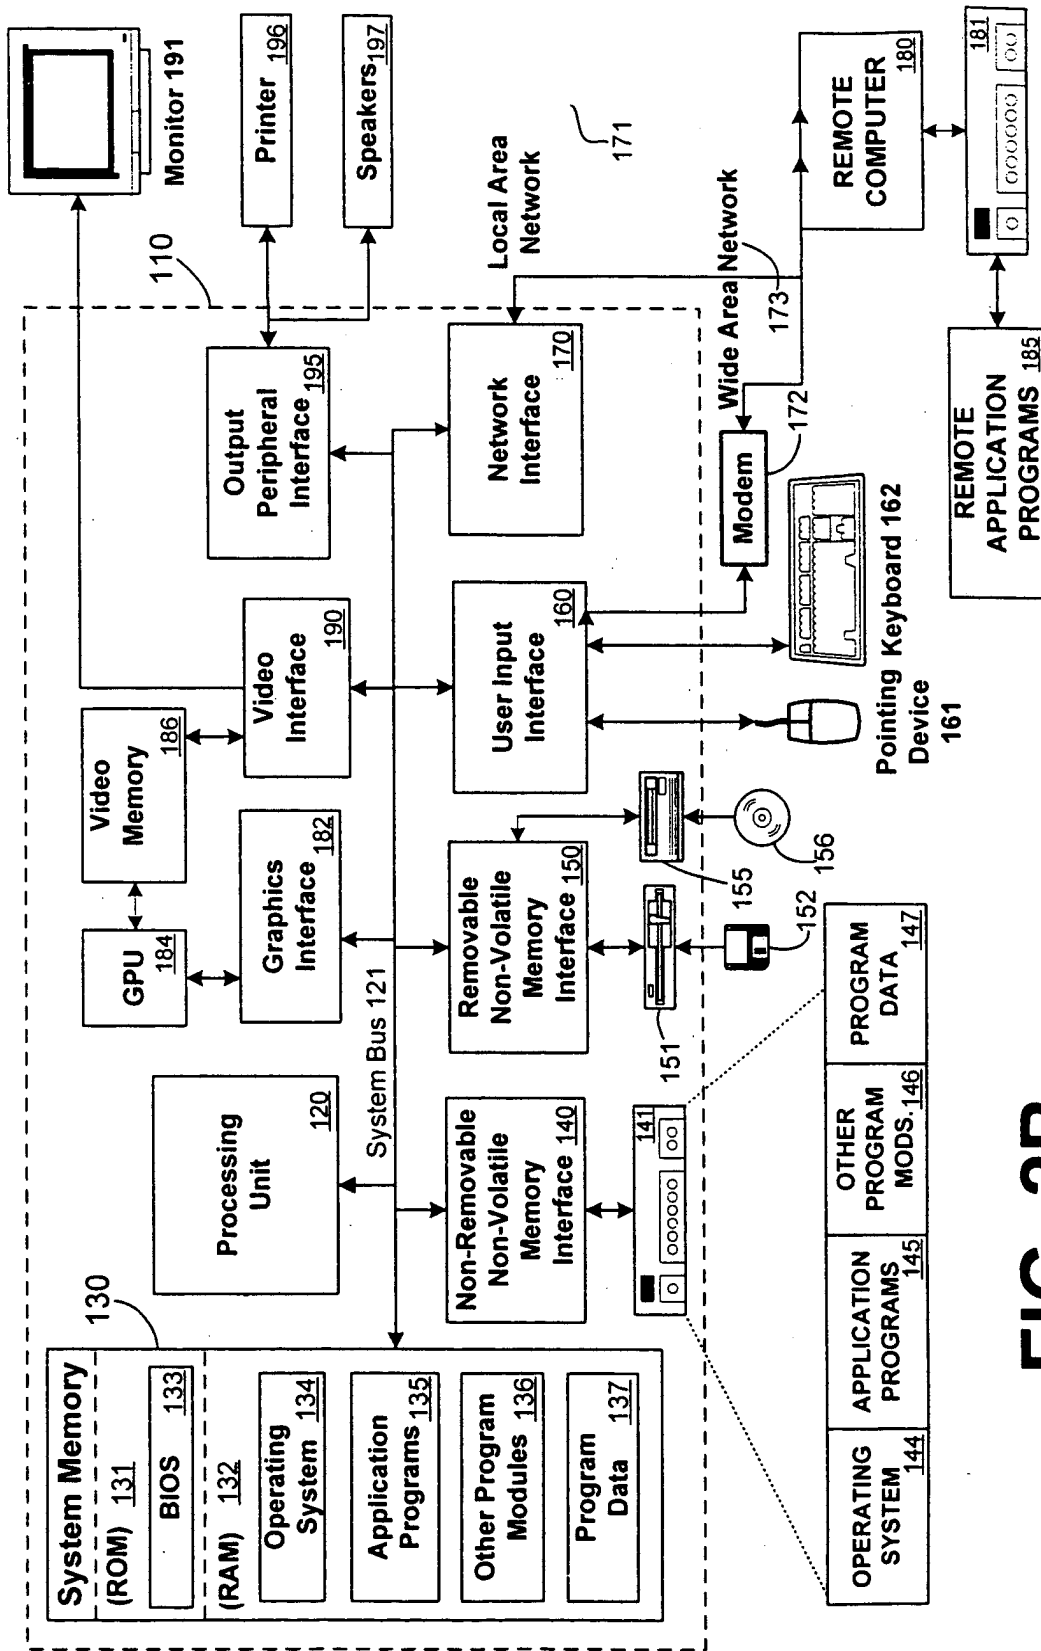 System Memory
(ROM) 131
BIOS 133
(RAM) 132
Operating
System 134
Application
Programs 135
Other Program
Modules 136
Program
Data 137
130
Processing
Unit
120
System Bus 121
GPU
184
Video
Memory
186
Graphics
Interface
182
Video
Interface
190
Output
Peripheral
Interface
195
110
Monitor 191
Printer
196
Speakers
197
Non-Removable
Non-Volatile
Memory
Interface 140
Removable
Non-Volatile
Memory
Interface 150
User Input
Interface
160
Network
Interface
170
Local Area
Network
171
Wide Area Network
173
Modem
172
141
151
152
155
156
Pointing
Device
161
Keyboard 162
REMOTE
COMPUTER
180
181
REMOTE
APPLICATION
PROGRAMS 185
OPERATING
SYSTEM 144
APPLICATION
PROGRAMS 145
OTHER
PROGRAM
MODS. 146
PROGRAM
DATA 147